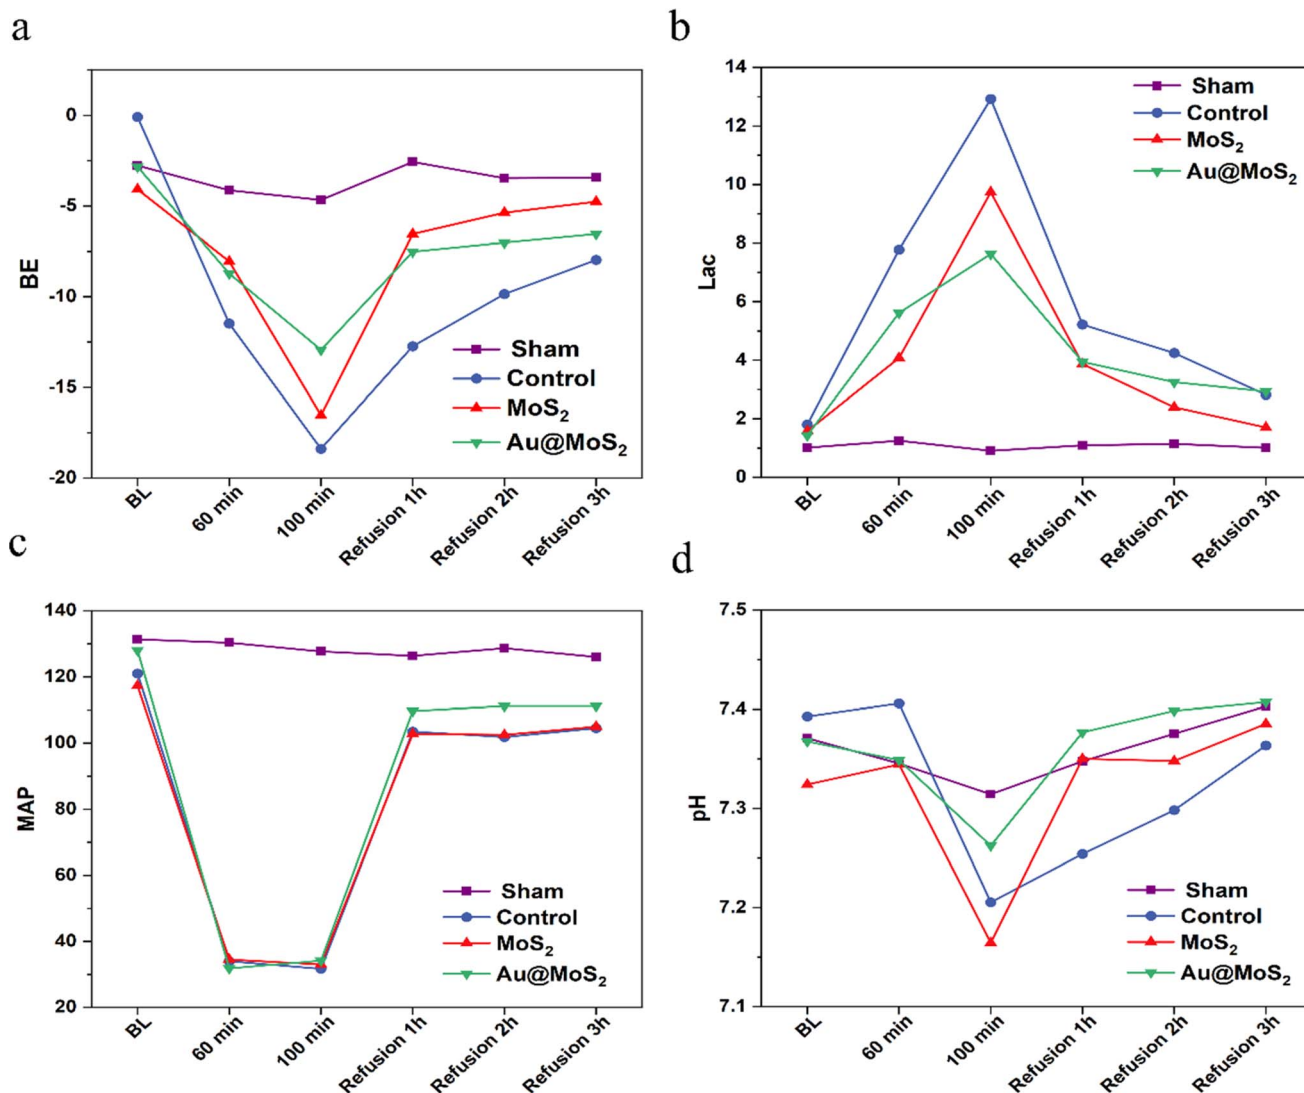 a
BE
0
-5
-10
-15
-20
BL
60 min
100 min
Refusion 1h
Refusion 2h
Refusion 3h
Sham
Control
MoS₂
Au@MoS₂
b
Lac
14
12
10
8
6
4
2
0
BL
60 min
100 min
Refusion 1h
Refusion 2h
Refusion 3h
Sham
Control
MoS₂
Au@MoS₂
c
MAP
140
120
100
80
60
40
20
BL
60 min
100 min
Refusion 1h
Refusion 2h
Refusion 3h
Sham
Control
MoS₂
Au@MoS₂
d
pH
7.5
7.4
7.3
7.2
7.1
BL
60 min
100 min
Refusion 1h
Refusion 2h
Refusion 3h
Sham
Control
MoS₂
Au@MoS₂